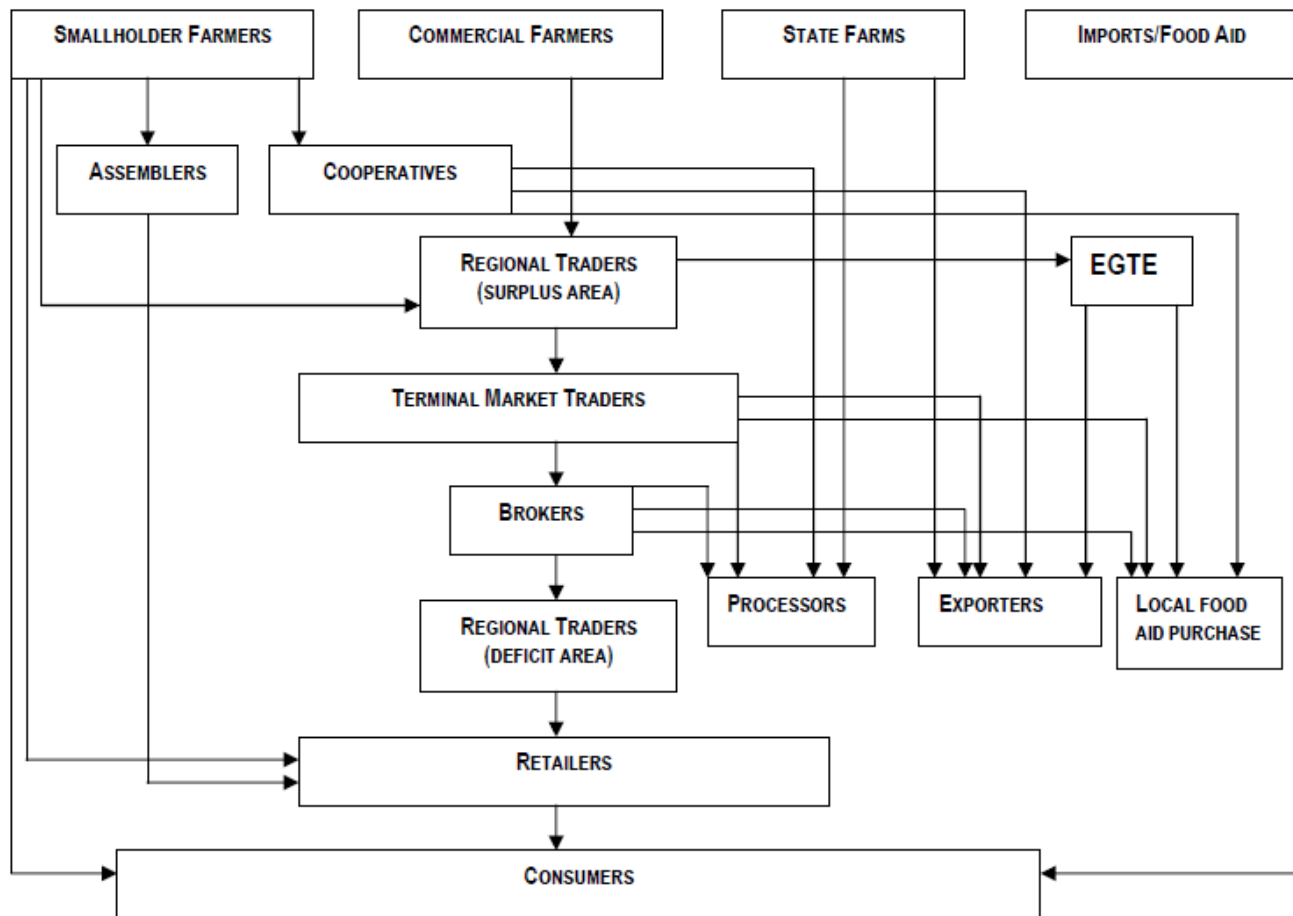 SMALLHOLDER FARMERS
COMMERCIAL FARMERS
STATE FARMS
IMPORTS/FOOD AID
ASSEMBLERS
COOPERATIVES
REGIONAL TRADERS
(SURPLUS AREA)
EGTE
TERMINAL MARKET TRADERS
BROKERS
PROCESSORS
EXPORTERS
LOCAL FOOD
AID PURCHASE
REGIONAL TRADERS
(DEFICIT AREA)
RETAILERS
CONSUMERS